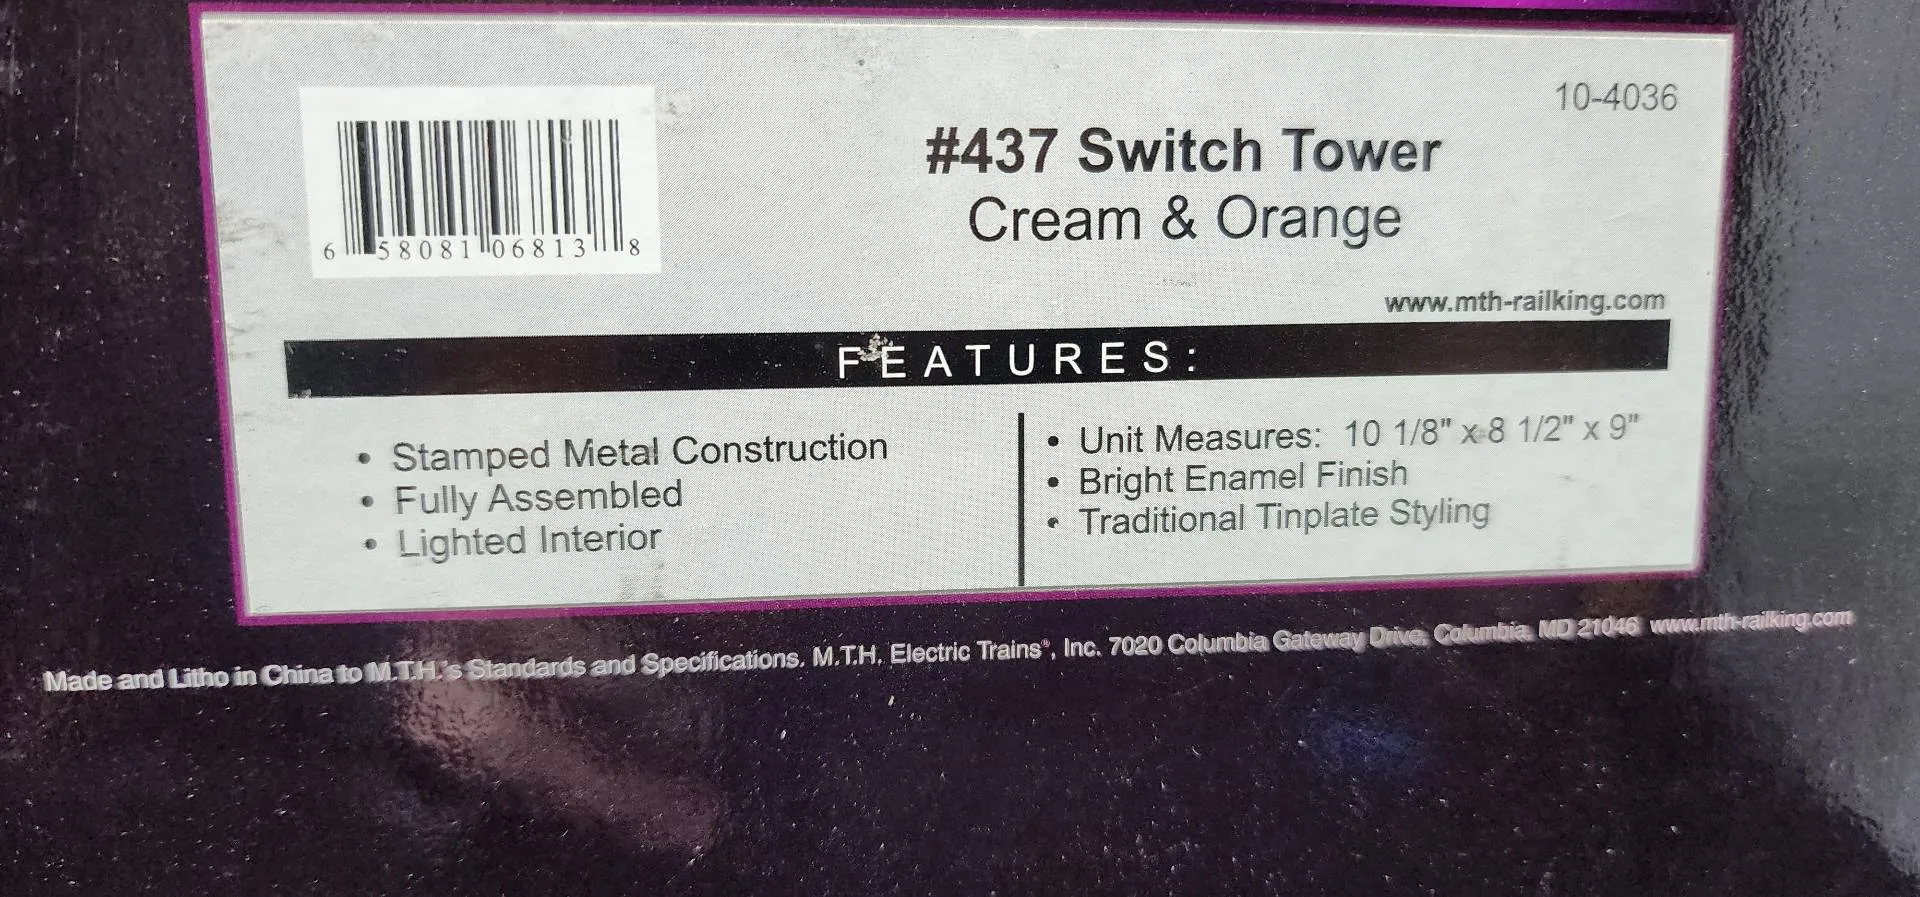 10-4036
#437 Switch Tower
Cream & Orange
6 58081 06813 8
www.mth-railking.com
FEATURES:
• Stamped Metal Construction
• Fully Assembled
• Lighted Interior
• Unit Measures: 10 1/8" x 8 1/2" x 9"
• Bright Enamel Finish
• Traditional Tinplate Styling
Made and Litho in China to M.T.H.'s Standards and Specifications. M.T.H. Electric Trains®, Inc. 7020 Columbia Gateway Drive, Columbia, MD 21046 www.mth-railking.com